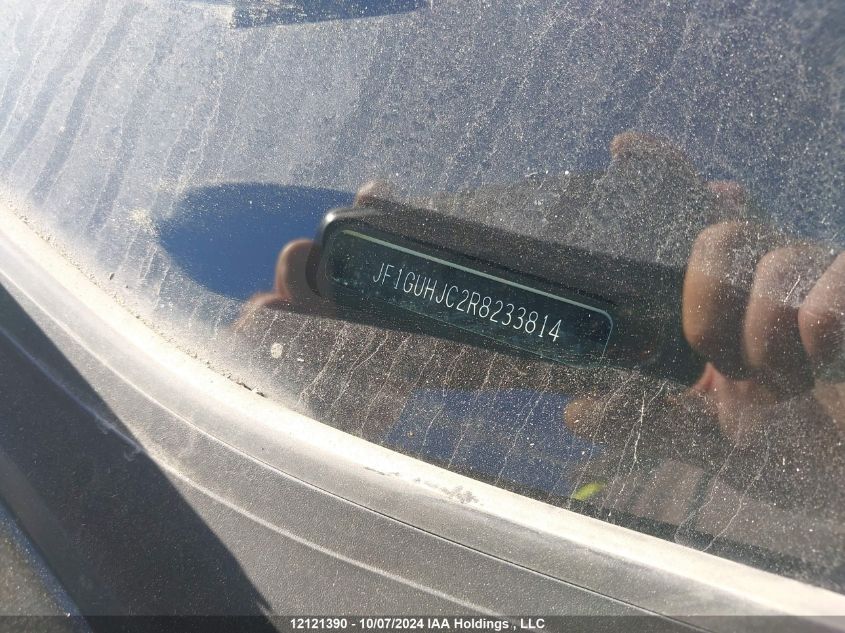 JF1GUHJC2R8233814
12121390 - 10/07/2024 IAA Holdings , LLC